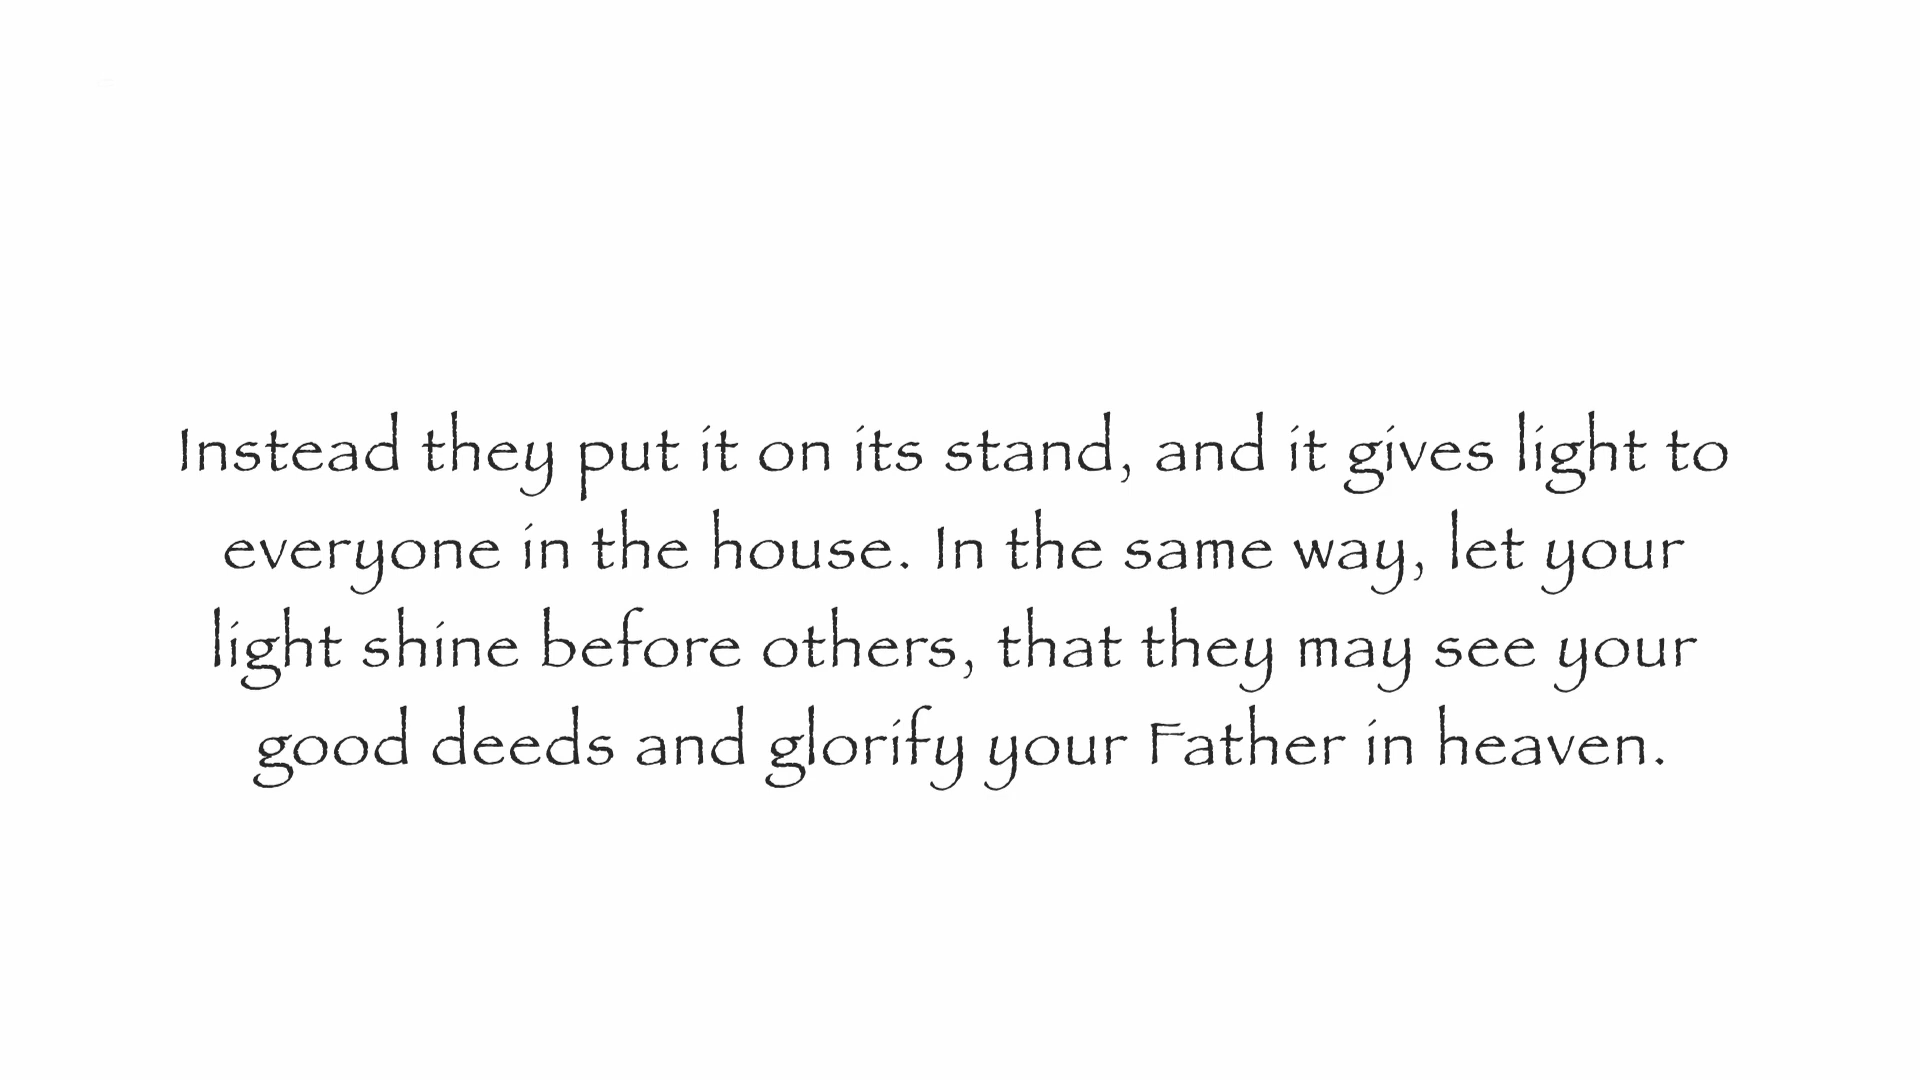 Instead they put it on its stand, and it gives light to
everyone in the house. In the same way, let your
light shine before others, that they may see your
good deeds and glorify your Father in heaven.